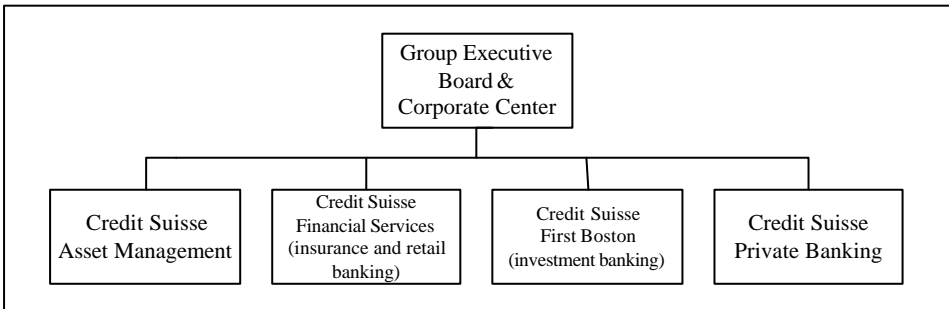 Group Executive
Board &
Corporate Center
Credit Suisse
Asset Management
Credit Suisse
Financial Services
(insurance and retail
banking)
Credit Suisse
First Boston
(investment banking)
Credit Suisse
Private Banking